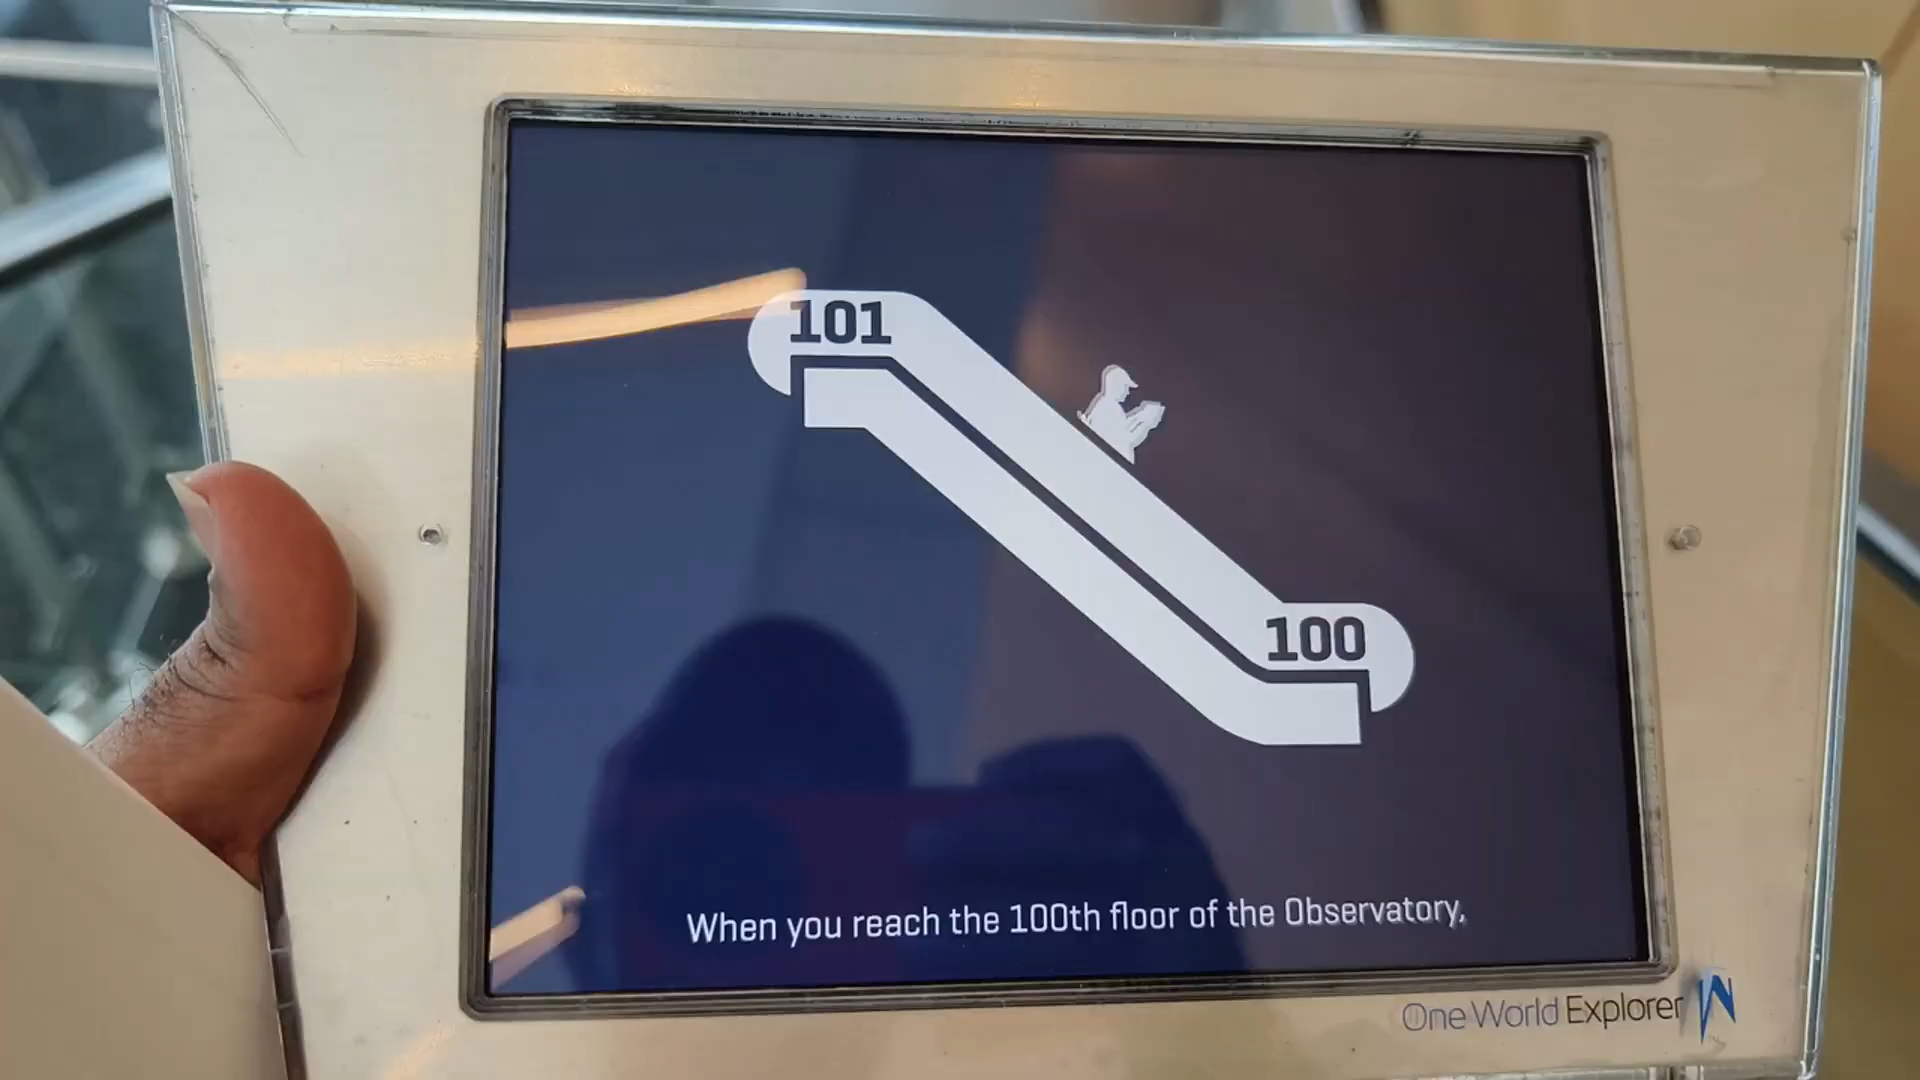 101
100
When you reach the 100th floor of the Observatory,
One World Explorer